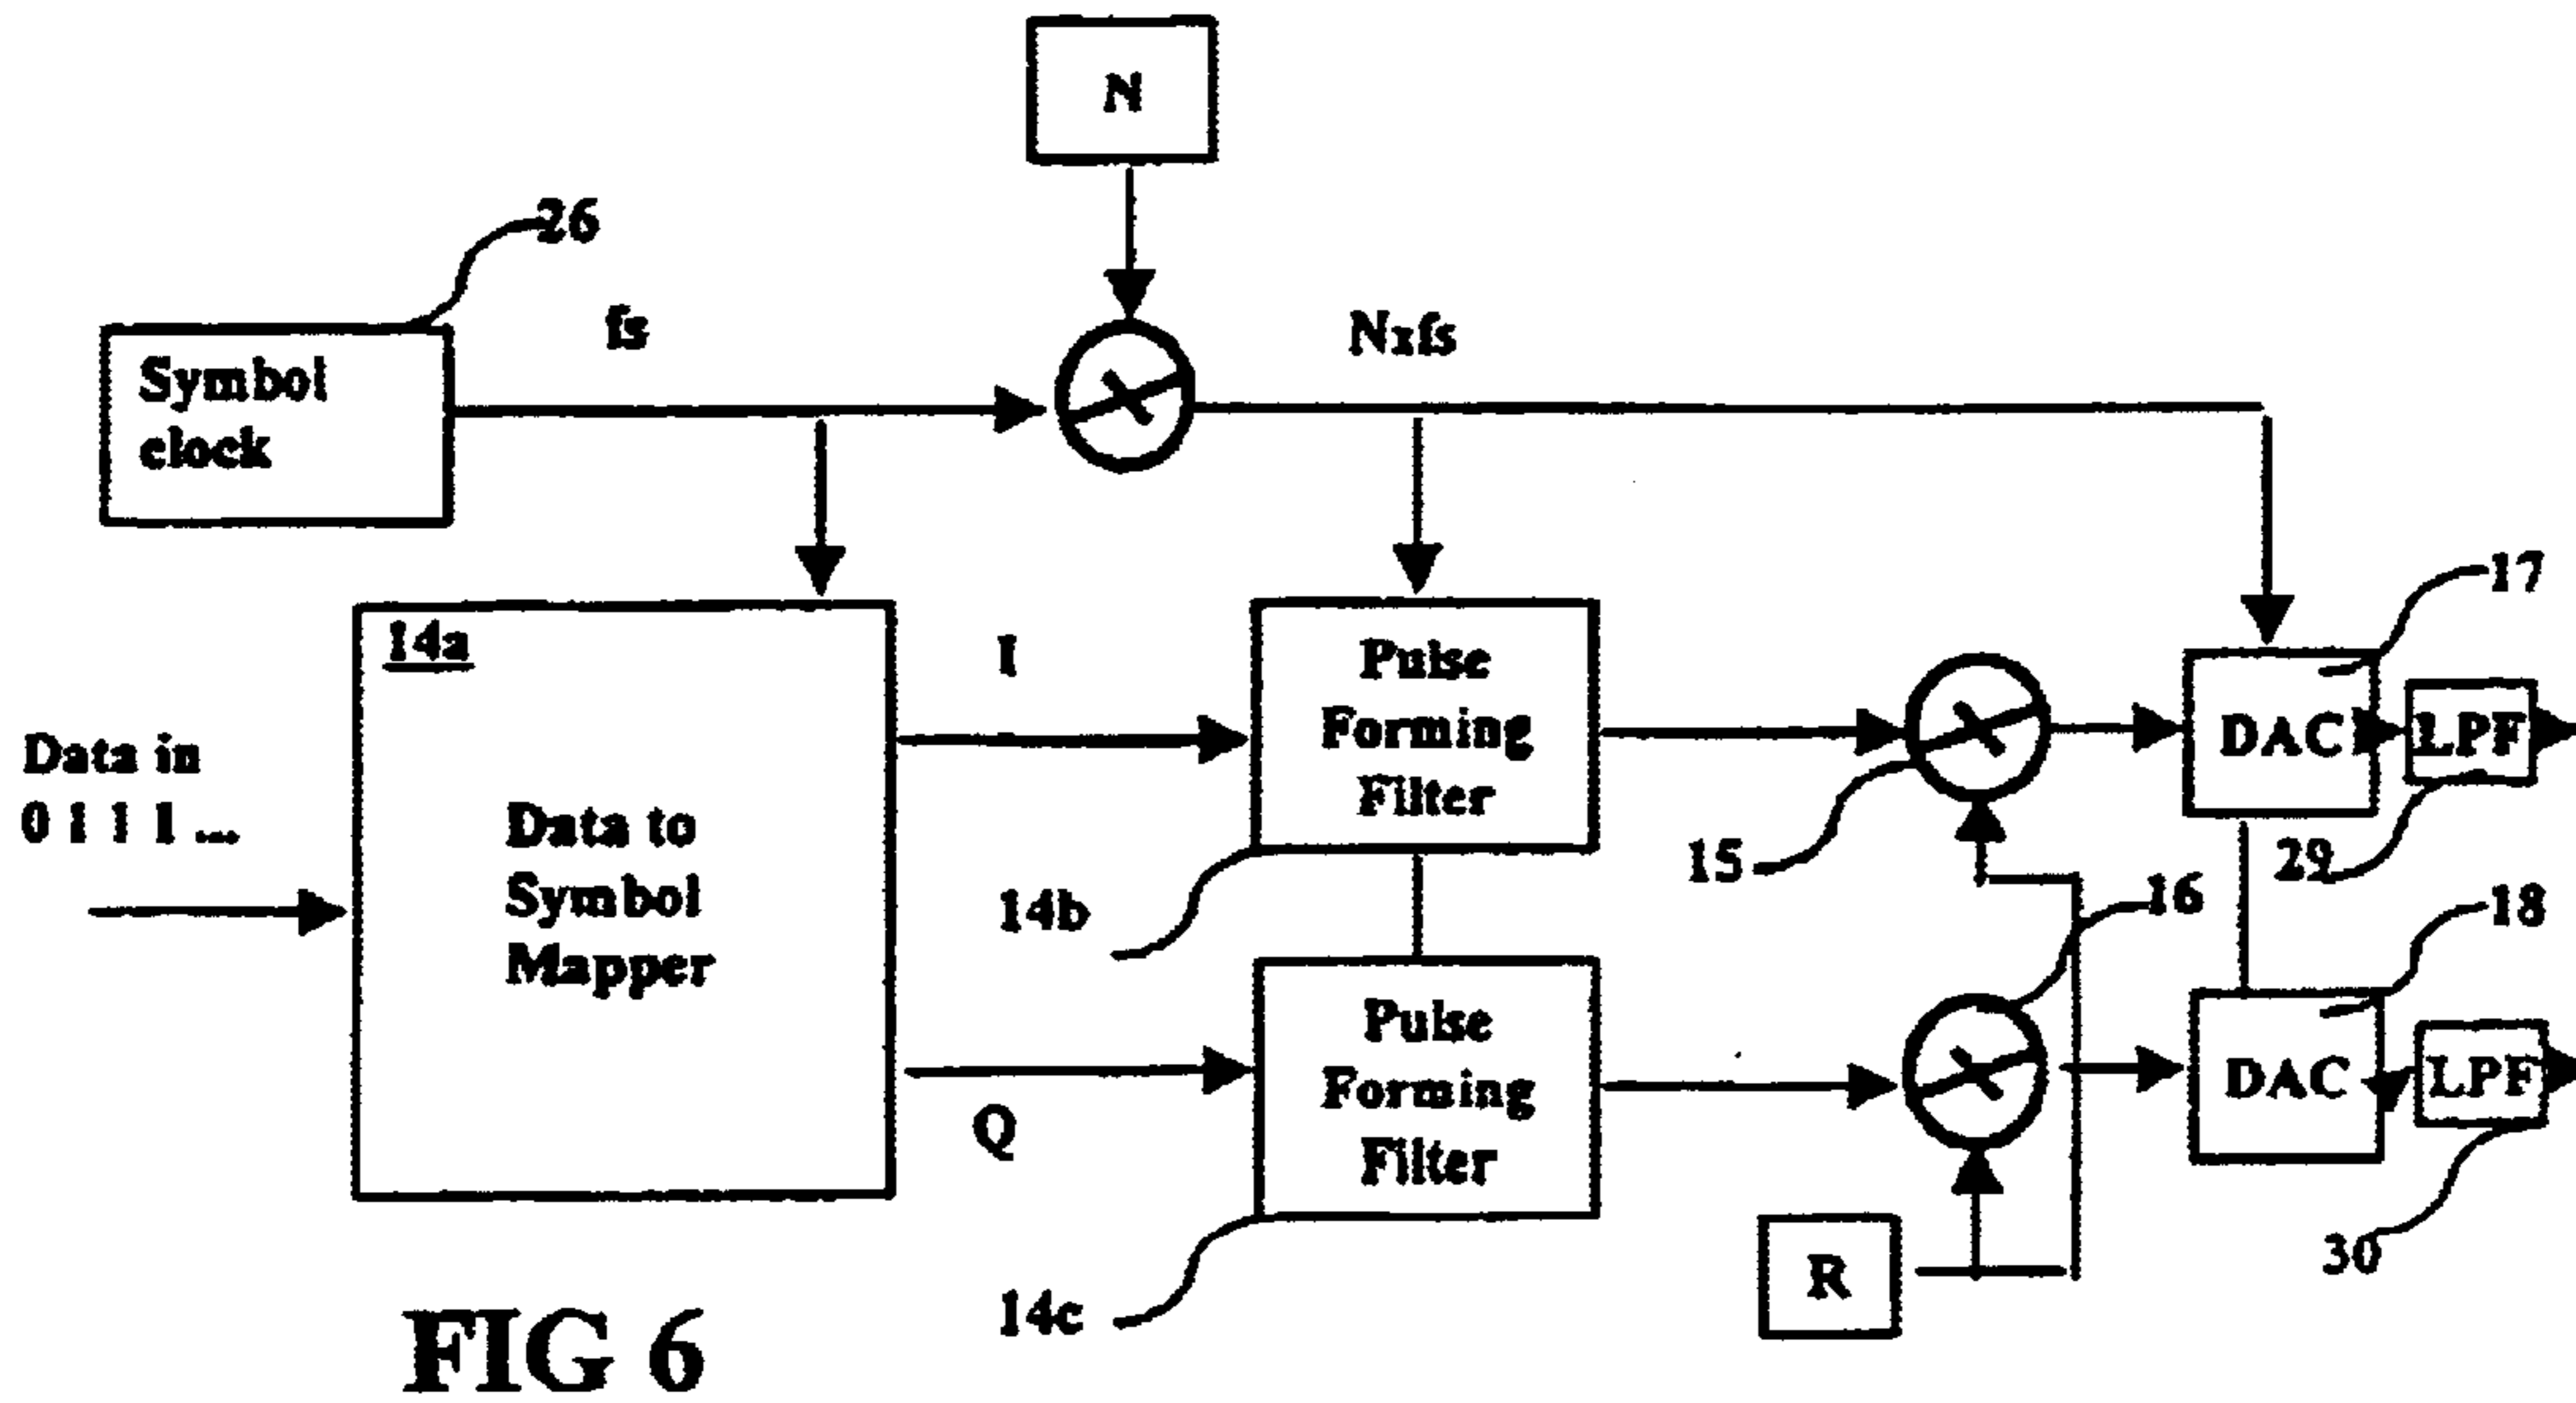 N
26
fs
Nxfs
Symbol
clock
17
14a
I
Pulse
Forming
Filter
DAC
LPF
Data in
0 1 1 1 ...
Data to
Symbol
Mapper
15
29
14b
16
18
Q
Pulse
Forming
Filter
DAC
LPF
R
30
14c
FIG 6